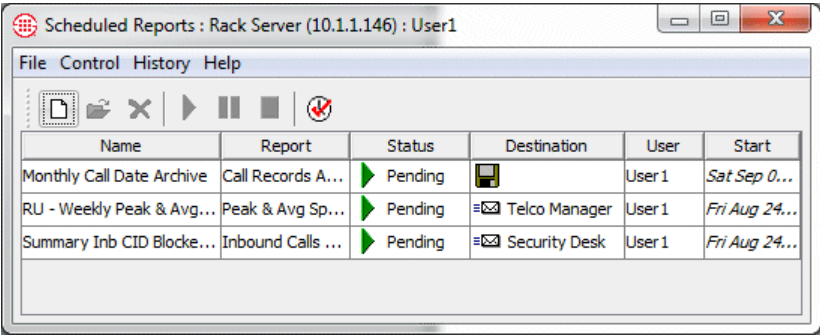 Scheduled Reports : Rack Server (10.1.1.146) : User1
File Control History Help
Name Report Status Destination User Start
Monthly Call Date Archive Call Records A... Pending User1 Sat Sep 0...
RU - Weekly Peak & Avg... Peak & Avg Sp... Pending Telco Manager User1 Fri Aug 24...
Summary Inb CID Blocke... Inbound Calls ... Pending Security Desk User1 Fri Aug 24...